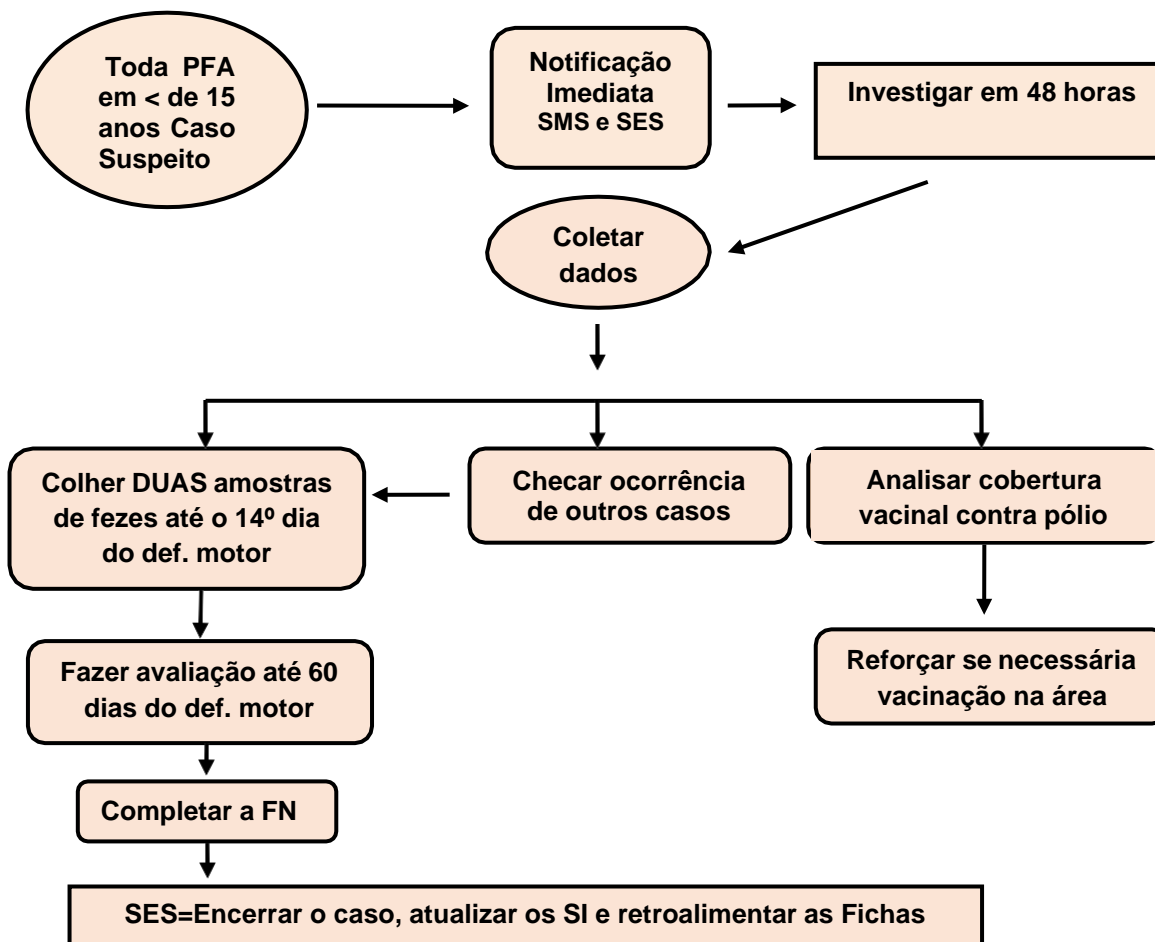 Toda PFA
em < de 15
anos Caso
Suspeito
Notificação
Imediata
SMS e SES
Investigar em 48 horas
Coletar
dados
Colher DUAS amostras
de fezes até o 14º dia
do def. motor
Checar ocorrência
de outros casos
Analisar cobertura
vacinal contra pólio
Fazer avaliação até 60
dias do def. motor
Reforçar se necessária
vacinação na área
Completar a FN
SES=Encerrar o caso, atualizar os SI e retroalimentar as Fichas